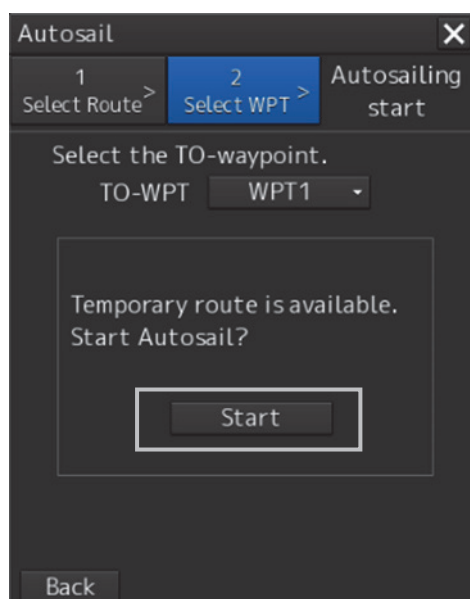 Autosail
1
Select Route >
2
Select WPT >
Autosailing
start
Select the TO-waypoint.
TO-WPT WPT1
Temporary route is available.
Start Autosail?
Start
Back